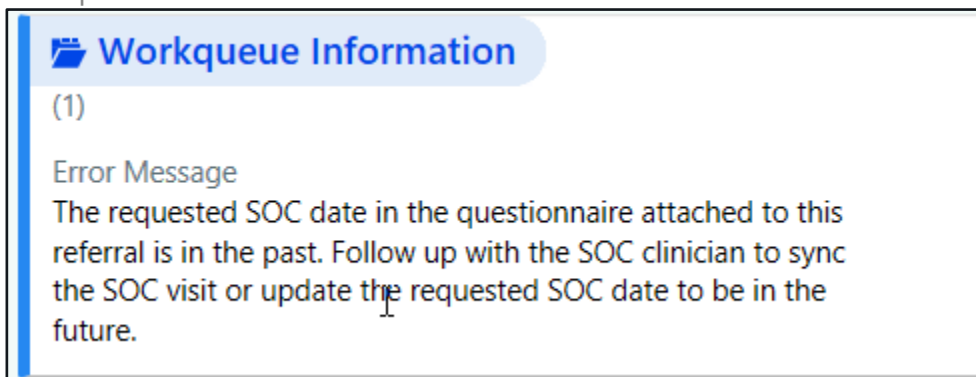 Workqueue Information
(1)
Error Message
The requested SOC date in the questionnaire attached to this
referral is in the past. Follow up with the SOC clinician to sync
the SOC visit or update the requested SOC date to be in the
future.